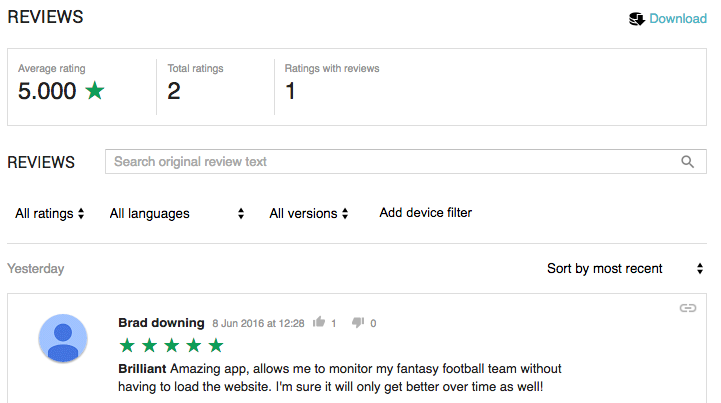 REVIEWS
Download
Average rating
5.000
Total ratings
2
Ratings with reviews
1
REVIEWS
Search original review text
All ratings
All languages
All versions
Add device filter
Yesterday
Sort by most recent
Brad downing 8 Jun 2016 at 12:28 1 0
Brilliant Amazing app, allows me to monitor my fantasy football team without
having to load the website. I'm sure it will only get better over time as well!